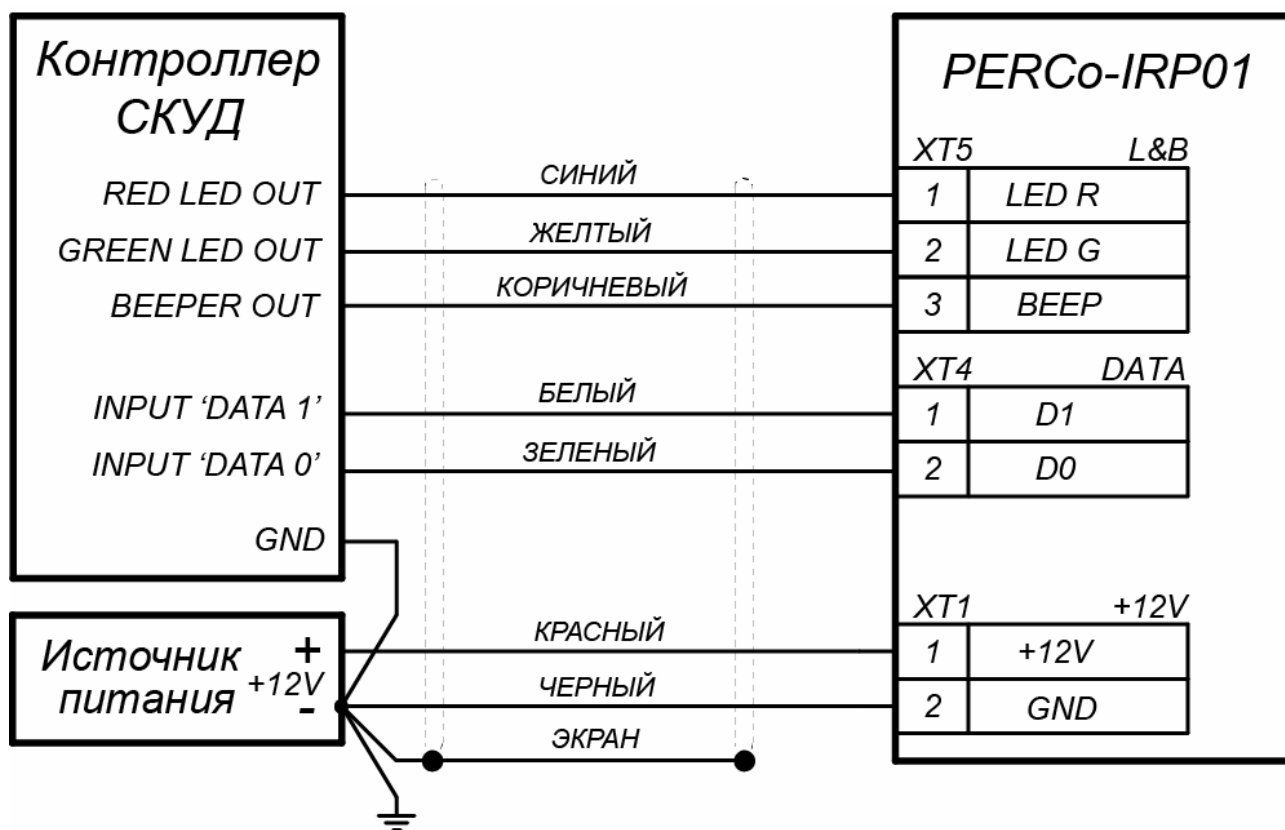 Контроллер
СКУД
RED LED OUT
GREEN LED OUT
BEEPER OUT
INPUT ‘DATA 1’
INPUT ‘DATA 0’
GND
Источник
питания
+
+12V
-
СИНИЙ
ЖЕЛТЫЙ
КОРИЧНЕВЫЙ
БЕЛЫЙ
ЗЕЛЕНЫЙ
КРАСНЫЙ
ЧЕРНЫЙ
ЭКРАН
PERCo-IRP01
XT5 L&B
1 LED R
2 LED G
3 BEEP
XT4 DATA
1 D1
2 D0
XT1 +12V
1 +12V
2 GND